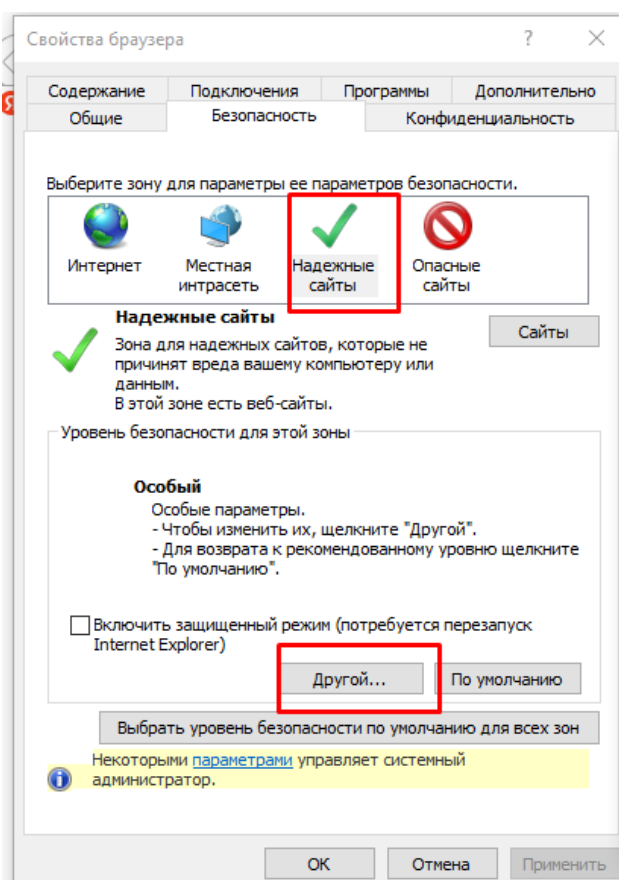 Свойства браузера
Содержание Подключения Программы Дополнительно
Общие Безопасность Конфиденциальность
Выберите зону для параметры ее параметров безопасности.
Интернет Местная интрасеть Надежные сайты Опасные сайты
Надежные сайты
Сайты
Зона для надежных сайтов, которые не
причинят вреда вашему компьютеру или
данным.
В этой зоне есть веб-сайты.
Уровень безопасности для этой зоны
Особый
Особые параметры.
- Чтобы изменить их, щелкните "Другой".
- Для возврата к рекомендованному уровню щелкните
"По умолчанию".
Включить защищенный режим (потребуется перезапуск
Internet Explorer)
Другой... По умолчанию
Выбрать уровень безопасности по умолчанию для всех зон
Некоторыми параметрами управляет системный
администратор.
ОК Отмена Применить